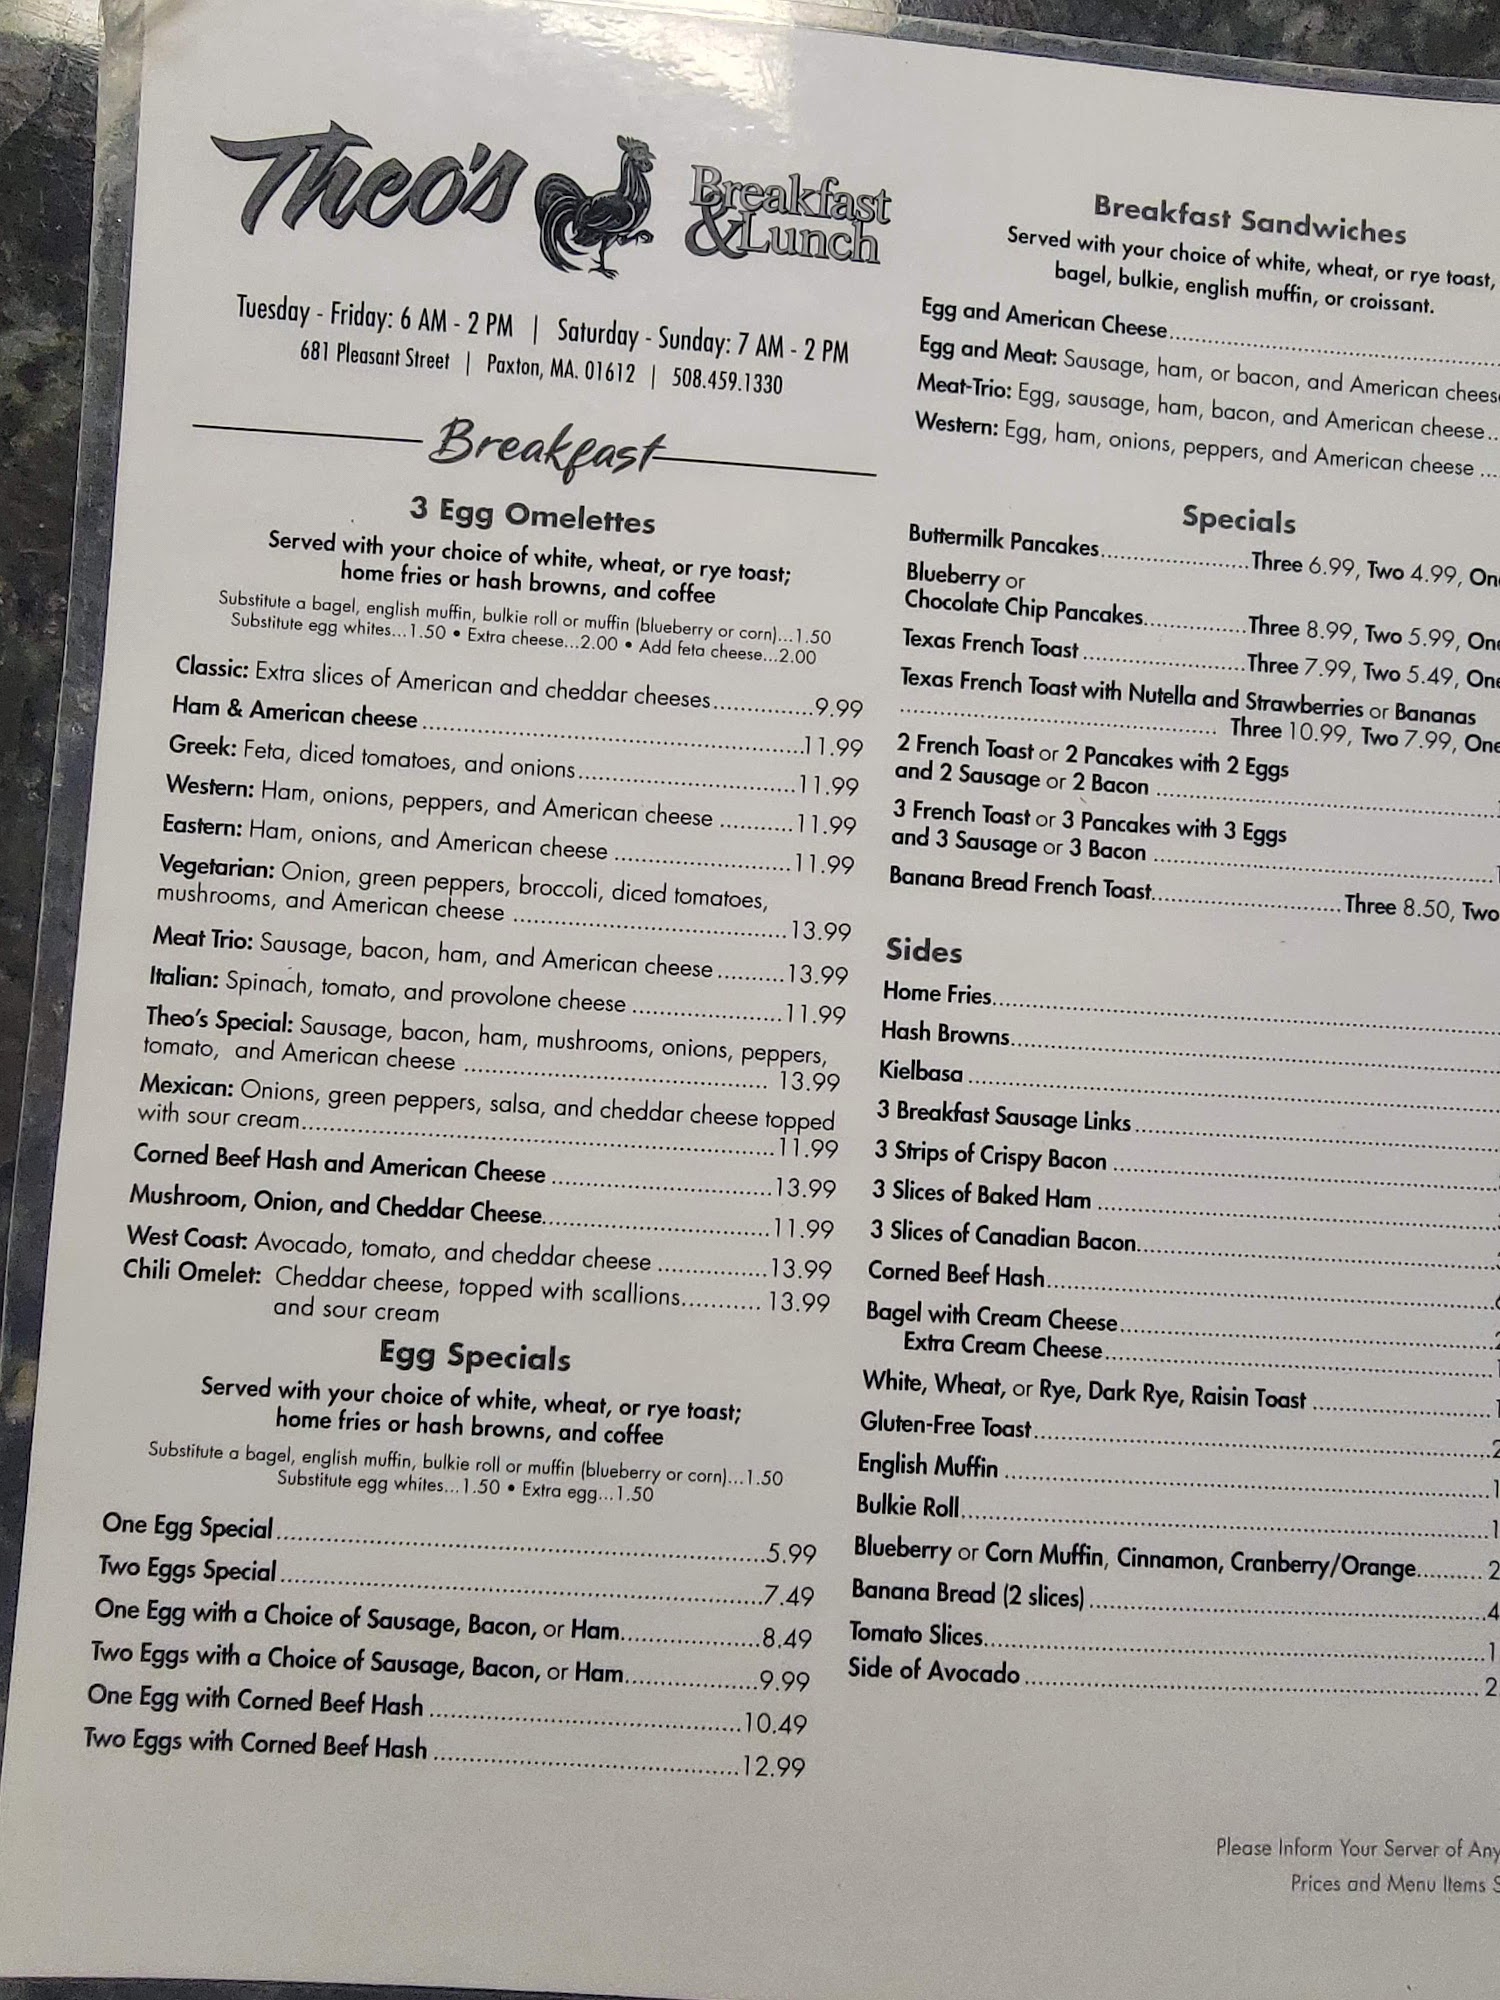 Theo's Breakfast & Lunch
Tuesday - Friday: 6 AM - 2 PM | Saturday - Sunday: 7 AM - 2 PM
681 Pleasant Street | Paxton, MA. 01612 | 508.459.1330
Breakfast
3 Egg Omelettes
Served with your choice of white, wheat, or rye toast;
home fries or hash browns, and coffee
Substitute a bagel, english muffin, bulkie roll or muffin (blueberry or corn)...1.50
Substitute egg whites...1.50 • Extra cheese...2.00 • Add feta cheese...2.00
Classic: Extra slices of American and cheddar cheeses.............9.99
Ham & American cheese.............11.99
Greek: Feta, diced tomatoes, and onions.............11.99
Western: Ham, onions, peppers, and American cheese...........11.99
Eastern: Ham, onions, and American cheese.............11.99
Vegetarian: Onion, green peppers, broccoli, diced tomatoes,
mushrooms, and American cheese.............13.99
Meat Trio: Sausage, bacon, ham, and American cheese..........13.99
Italian: Spinach, tomato, and provolone cheese.............11.99
Theo's Special: Sausage, bacon, ham, mushrooms, onions, peppers,
tomato, and American cheese............. 13.99
Mexican: Onions, green peppers, salsa, and cheddar cheese topped
with sour cream.............11.99
Corned Beef Hash and American Cheese.............13.99
Mushroom, Onion, and Cheddar Cheese.............11.99
West Coast: Avocado, tomato, and cheddar cheese.............13.99
Chili Omelet: Cheddar cheese, topped with scallions............ 13.99
and sour cream
Egg Specials
Served with your choice of white, wheat, or rye toast;
home fries or hash browns, and coffee
Substitute a bagel, english muffin, bulkie roll or muffin (blueberry or corn)...1.50
Substitute egg whites...1.50 • Extra egg...1.50
One Egg Special.............5.99
Two Eggs Special.............7.49
One Egg with a Choice of Sausage, Bacon, or Ham.............8.49
Two Eggs with a Choice of Sausage, Bacon, or Ham.............9.99
One Egg with Corned Beef Hash.............10.49
Two Eggs with Corned Beef Hash.............12.99
Breakfast Sandwiches
Served with your choice of white, wheat, or rye toast,
bagel, bulkie, english muffin, or croissant.
Egg and American Cheese.............
Egg and Meat: Sausage, ham, or bacon, and American chees
Meat-Trio: Egg, sausage, ham, bacon, and American cheese..
Western: Egg, ham, onions, peppers, and American cheese ...
Specials
Buttermilk Pancakes.............Three 6.99, Two 4.99, On
Blueberry or
Chocolate Chip Pancakes.............Three 8.99, Two 5.99, One
Texas French Toast.............Three 7.99, Two 5.49, One
Texas French Toast with Nutella and Strawberries or Bananas
............. Three 10.99, Two 7.99, One
2 French Toast or 2 Pancakes with 2 Eggs
and 2 Sausage or 2 Bacon.............
3 French Toast or 3 Pancakes with 3 Eggs
and 3 Sausage or 3 Bacon.............
Banana Bread French Toast.............Three 8.50, Two
Sides
Home Fries.............
Hash Browns.............
Kielbasa.............
3 Breakfast Sausage Links.............
3 Strips of Crispy Bacon.............
3 Slices of Baked Ham.............
3 Slices of Canadian Bacon.............
Corned Beef Hash.............
Bagel with Cream Cheese.............2
Extra Cream Cheese.............1
White, Wheat, or Rye, Dark Rye, Raisin Toast.............1
Gluten-Free Toast.............2
English Muffin.............1
Bulkie Roll.............1
Blueberry or Corn Muffin, Cinnamon, Cranberry/Orange.......... 2
Banana Bread (2 slices).............4
Tomato Slices.............1
Side of Avocado.............2
Please Inform Your Server of Any
Prices and Menu Items S